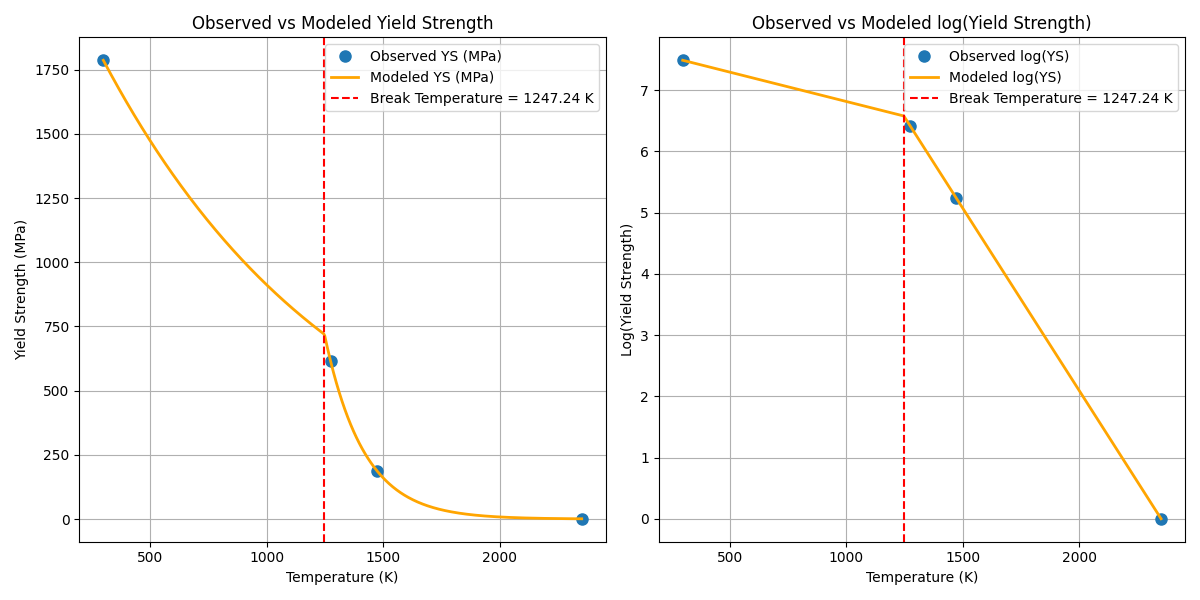 Observed vs Modeled Yield Strength
Observed YS (MPa)
Modeled YS (MPa)
Break Temperature = 1247.24 K
Yield Strength (MPa)
1750
1500
1250
1000
750
500
250
0
500
1000
1500
2000
Temperature (K)
Observed vs Modeled log(Yield Strength)
Observed log(YS)
Modeled log(YS)
Break Temperature = 1247.24 K
Log(Yield Strength)
7
6
5
4
3
2
1
0
500
1000
1500
2000
Temperature (K)